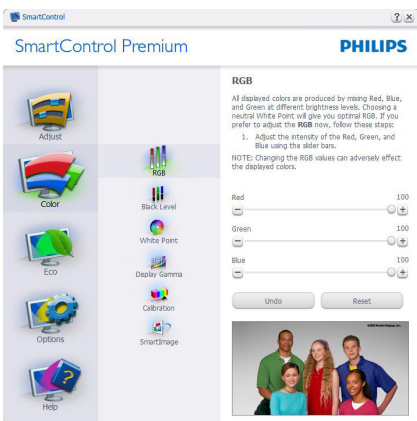 SmartControl
SmartControl Premium
PHILIPS
Adjust
Color
Eco
Options
Help
RGB
Black Level
White Point
Display Gamma
Calibration
SmartImage
RGB
All displayed colors are produced by mixing Red, Blue,
and Green at different brightness levels. Choosing a
neutral White Point will give you optimal RGB. If you
prefer to adjust the RGB now, follow these steps:
1. Adjust the intensity of the Red, Green, and
Blue using the slider bars.
NOTE: Changing the RGB values can adversely effect
the displayed colors.
Red 100
Green 100
Blue 100
Undo Reset